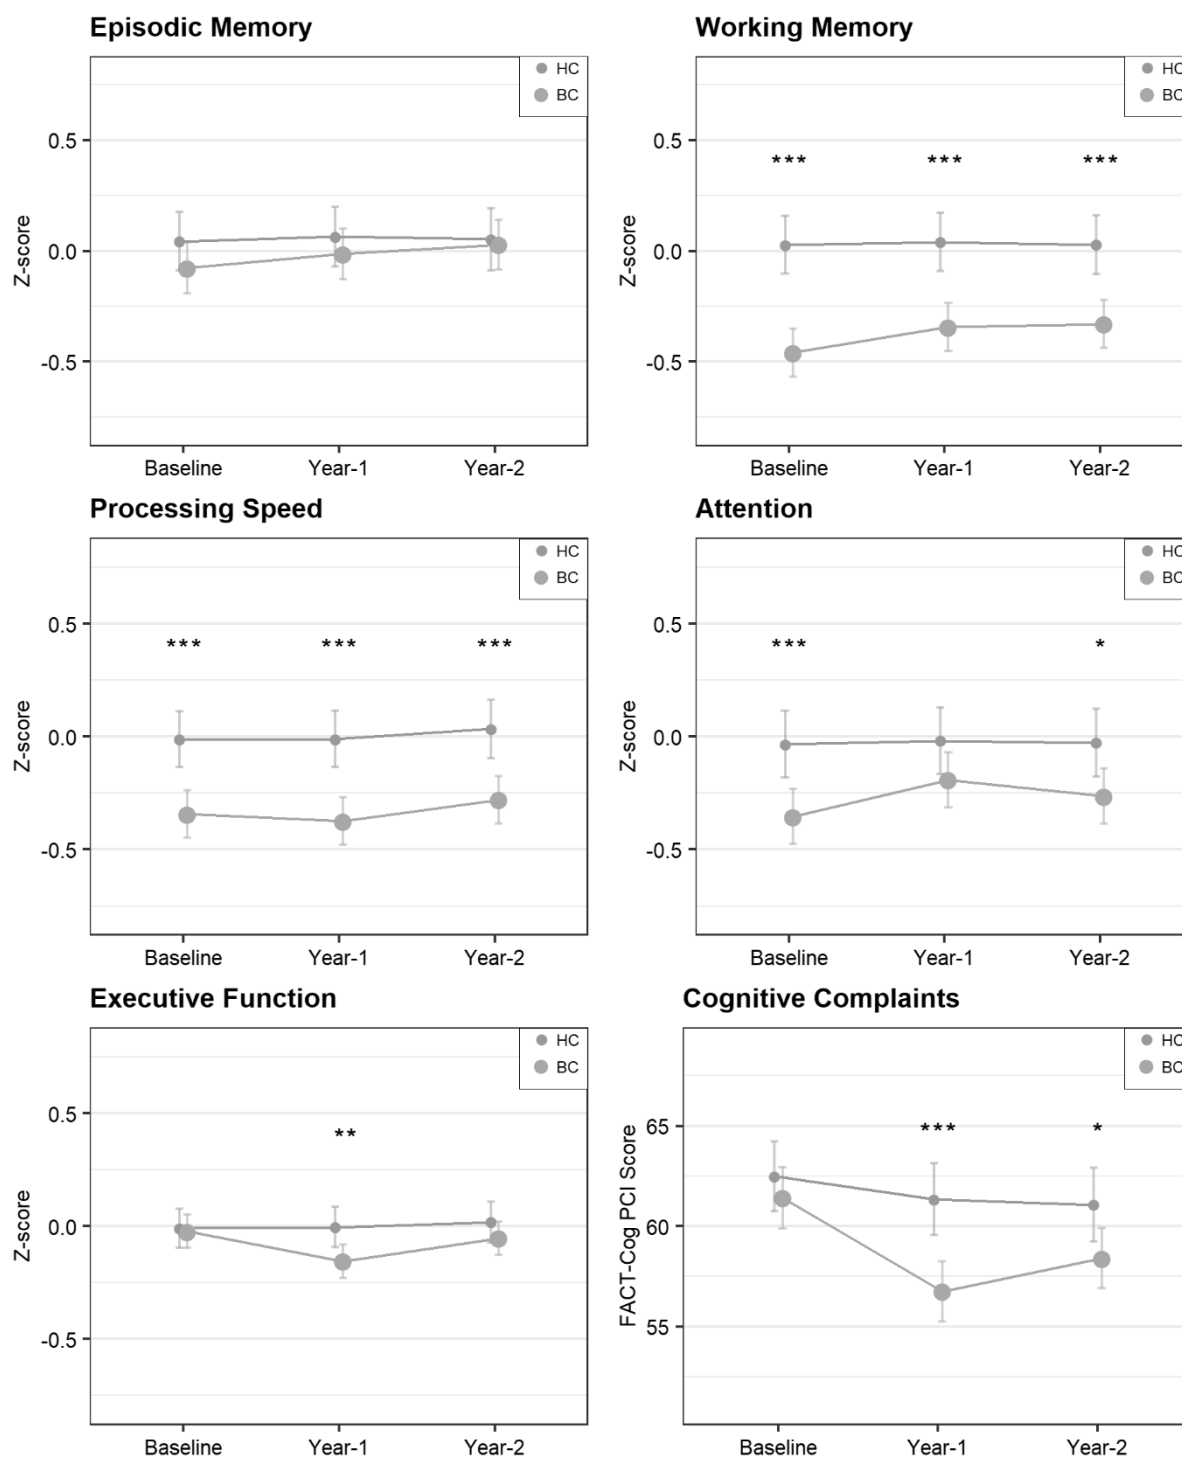 Episodic Memory
HC
BC
0.5
0.0
-0.5
Z-score
Baseline Year-1 Year-2
Working Memory
HC
BC
0.5
*** *** ***
0.0
-0.5
Z-score
Baseline Year-1 Year-2
Processing Speed
HC
BC
0.5
*** *** ***
0.0
-0.5
Z-score
Baseline Year-1 Year-2
Attention
HC
BC
0.5
*** *
0.0
-0.5
Z-score
Baseline Year-1 Year-2
Executive Function
HC
BC
0.5
**
0.0
-0.5
Z-score
Baseline Year-1 Year-2
Cognitive Complaints
HC
BC
65
*** *
60
55
FACT-Cog PCI Score
Baseline Year-1 Year-2